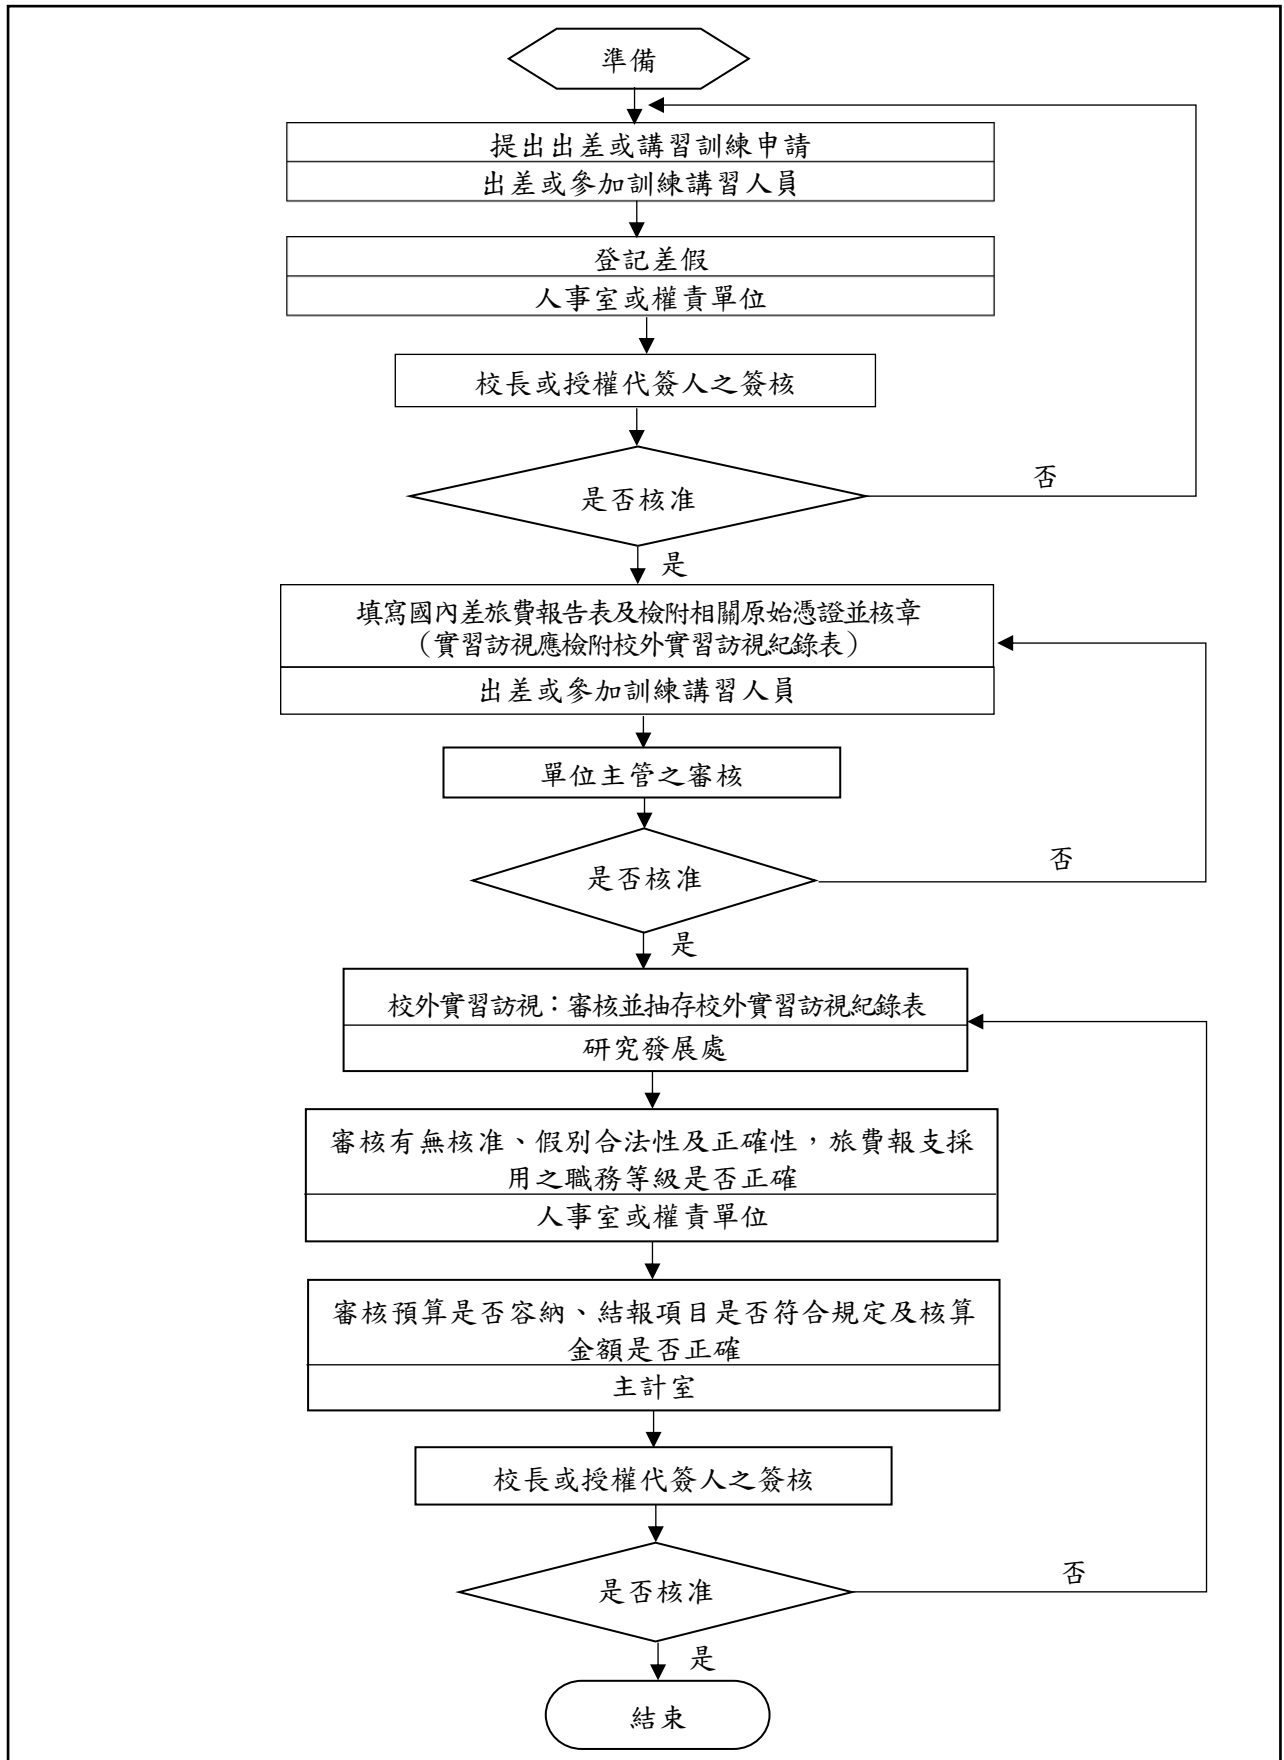 準備
提出出差或講習訓練申請
出差或參加訓練講習人員
登記差假
人事室或權責單位
校長或授權代簽人之簽核
是否核准
否
是
填寫國內差旅費報告表及檢附相關原始憑證並核章
（實習訪視應檢附校外實習訪視紀錄表）
出差或參加訓練講習人員
單位主管之審核
是否核准
否
是
校外實習訪視：審核並抽存校外實習訪視紀錄表
研究發展處
審核有無核准、假別合法性及正確性，旅費報支採
用之職務等級是否正確
人事室或權責單位
審核預算是否容納、結報項目是否符合規定及核算
金額是否正確
主計室
校長或授權代簽人之簽核
是否核准
否
是
結束